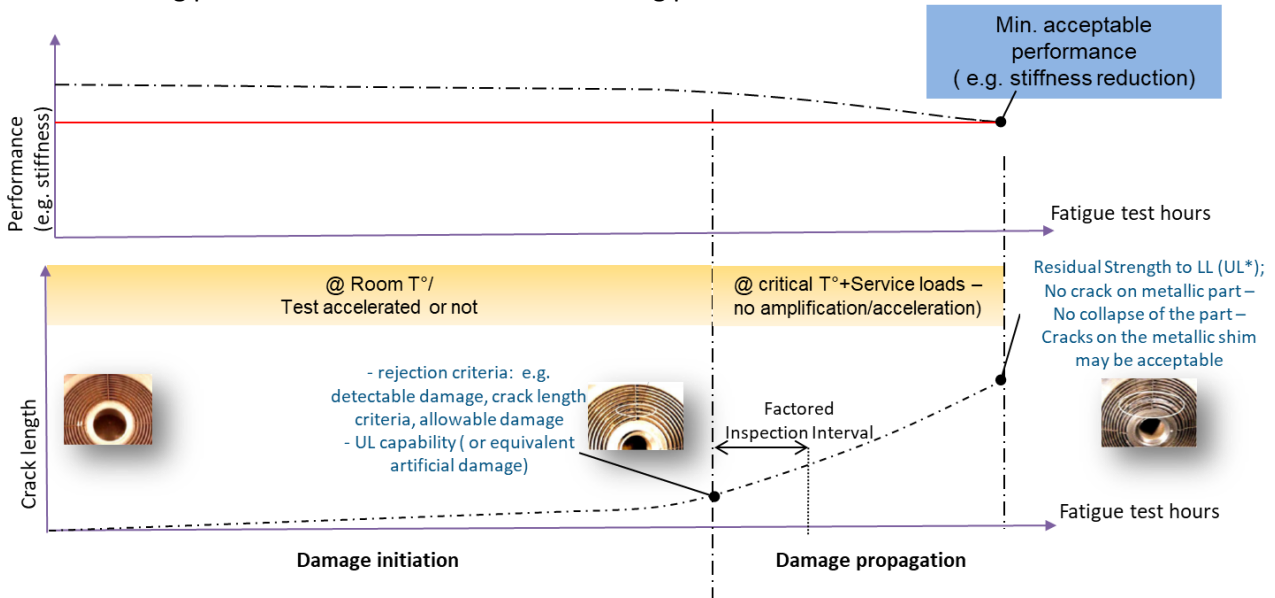 Min. acceptable
performance
( e.g. stiffness reduction)
Performance
(e.g. stiffness)
Fatigue test hours
@ Room T°/
Test accelerated or not
@ critical T°+Service loads –
no amplification/acceleration)
Residual Strength to LL (UL*);
No crack on metallic part –
No collapse of the part –
Cracks on the metallic shim
may be acceptable
- rejection criteria: e.g.
detectable damage, crack length
criteria, allowable damage
- UL capability ( or equivalent
artificial damage)
Factored
Inspection Interval
Crack length
Fatigue test hours
Damage initiation
Damage propagation